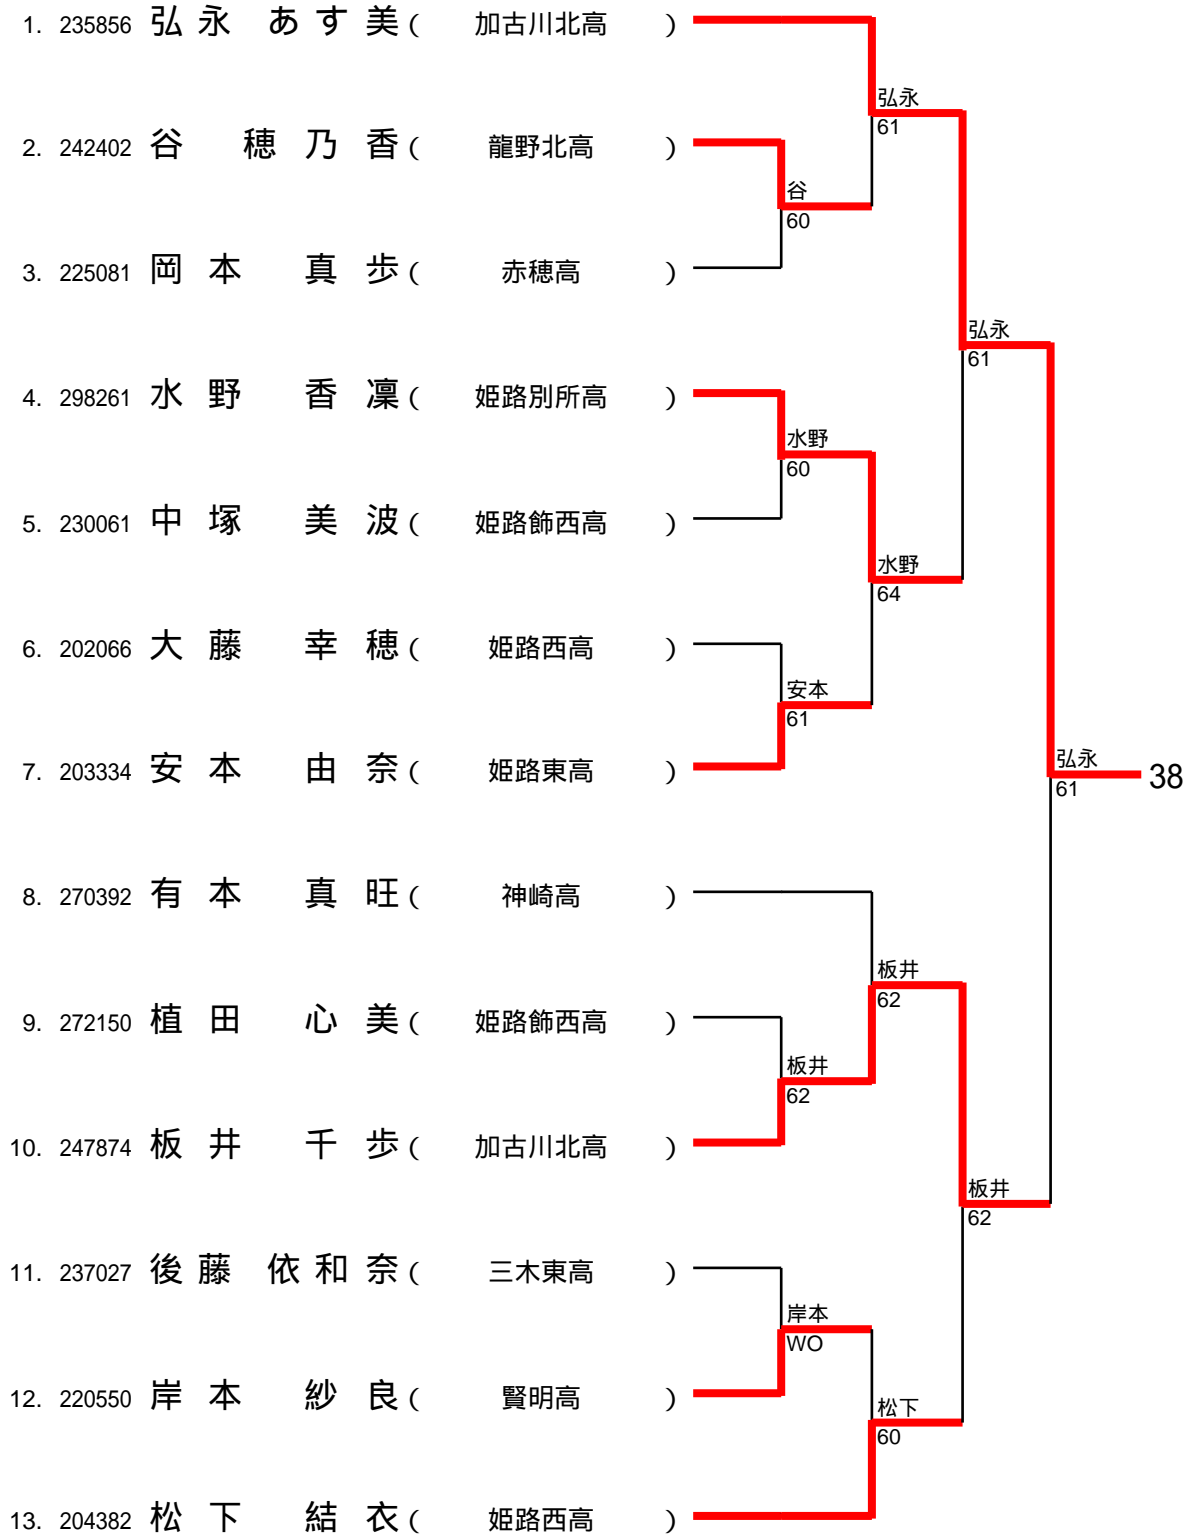 1. 235856 弘永 あす美 ( 加古川北高 )
弘永
61
2. 242402 谷 穂乃香 ( 龍野北高 )
谷
60
3. 225081 岡本 真歩 ( 赤穂高 )
弘永
61
4. 298261 水野 香凜 ( 姫路別所高 )
水野
60
5. 230061 中塚 美波 ( 姫路飾西高 )
水野
64
6. 202066 大藤 幸穂 ( 姫路西高 )
安本
61
7. 203334 安本 由奈 ( 姫路東高 )
弘永
61
38
8. 270392 有本 真旺 ( 神崎高 )
板井
62
9. 272150 植田 心美 ( 姫路飾西高 )
板井
62
10. 247874 板井 千歩 ( 加古川北高 )
板井
62
11. 237027 後藤 依和奈 ( 三木東高 )
岸本
WO
12. 220550 岸本 紗良 ( 賢明高 )
松下
60
13. 204382 松下 結衣 ( 姫路西高 )